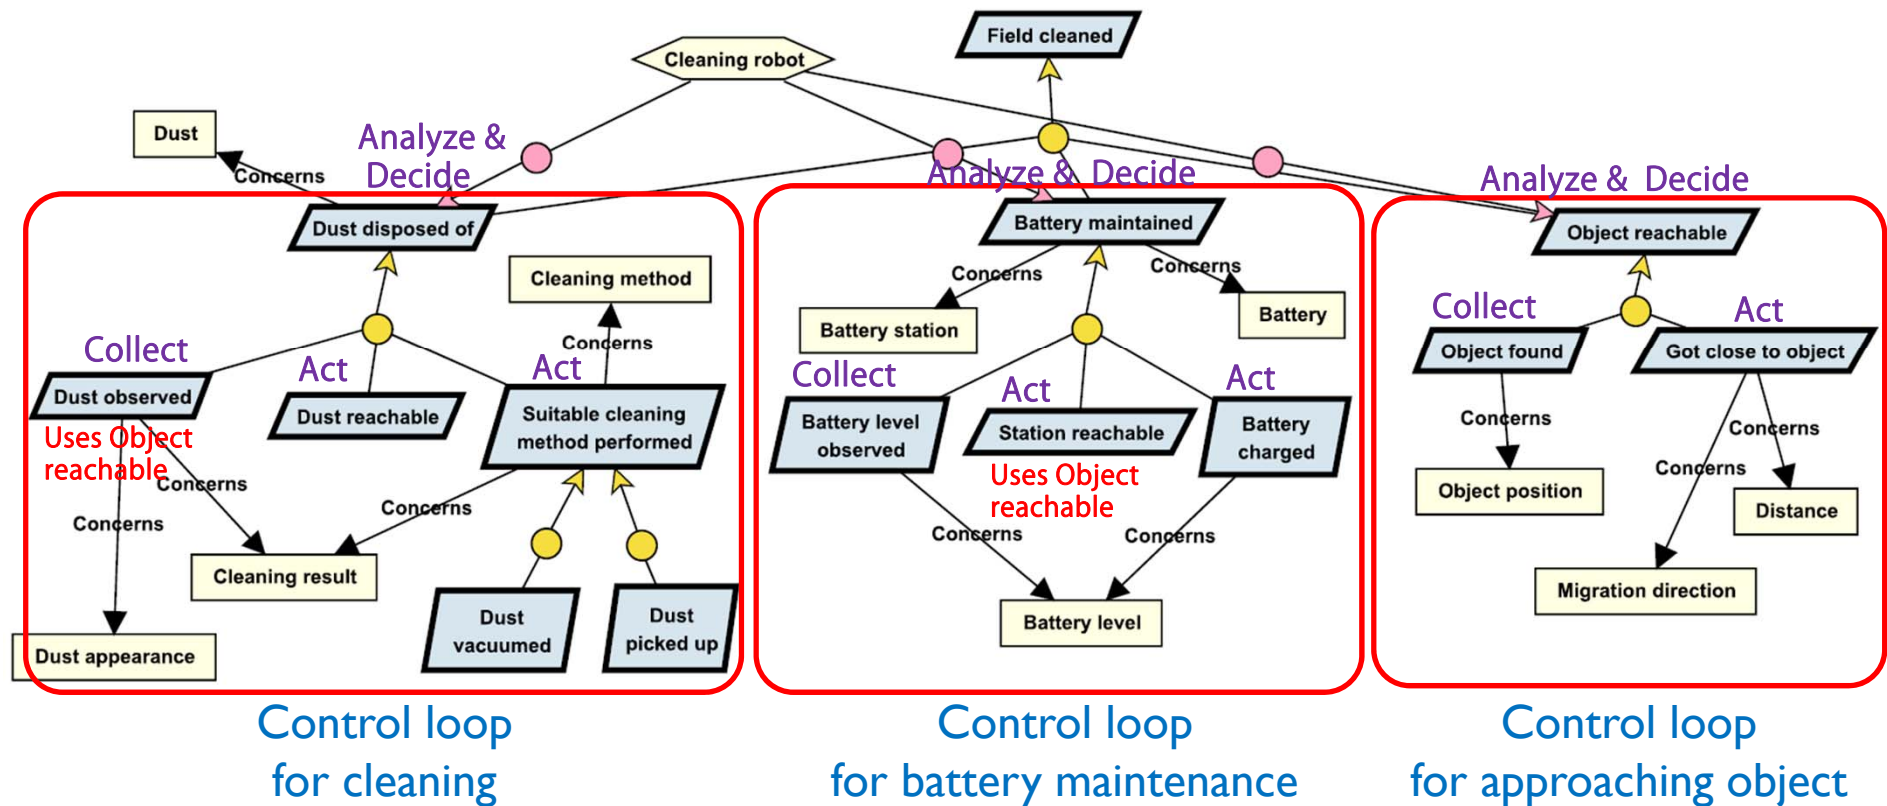 Field cleaned
Cleaning robot
Dust
Concerns
Analyze &
Decide
Analyze & Decide
Analyze & Decide
Dust disposed of
Cleaning method
Concerns
Collect
Act
Act
Dust observed
Dust reachable
Suitable cleaning
method performed
Uses Object
reachable
Concerns
Concerns
Concerns
Cleaning result
Dust appearance
Dust
vacuumed
Dust
picked up
Control loop
for cleaning
Battery maintained
Concerns
Concerns
Battery station
Battery
Collect
Act
Act
Battery level
observed
Station reachable
Battery
charged
Uses Object
reachable
Concerns
Concerns
Battery level
Control loop
for battery maintenance
Object reachable
Collect
Act
Object found
Got close to object
Concerns
Concerns
Concerns
Object position
Distance
Migration direction
Control loop
for approaching object